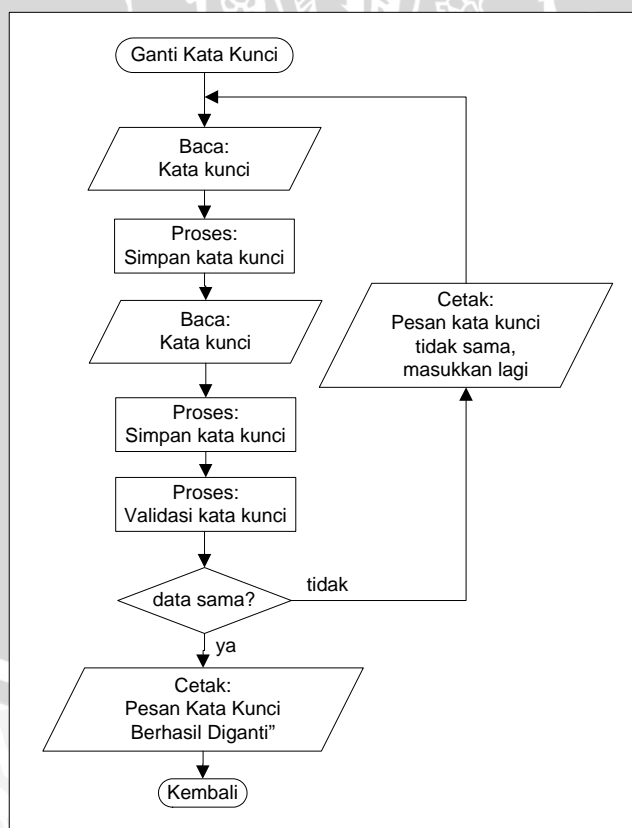 Ganti Kata Kunci
Baca:
Kata kunci
Proses:
Simpan kata kunci
Baca:
Kata kunci
Proses:
Simpan kata kunci
Proses:
Validasi kata kunci
data sama?
tidak
Cetak:
Pesan kata kunci
tidak sama,
masukkan lagi
ya
Cetak:
Pesan Kata Kunci
Berhasil Diganti”
Kembali